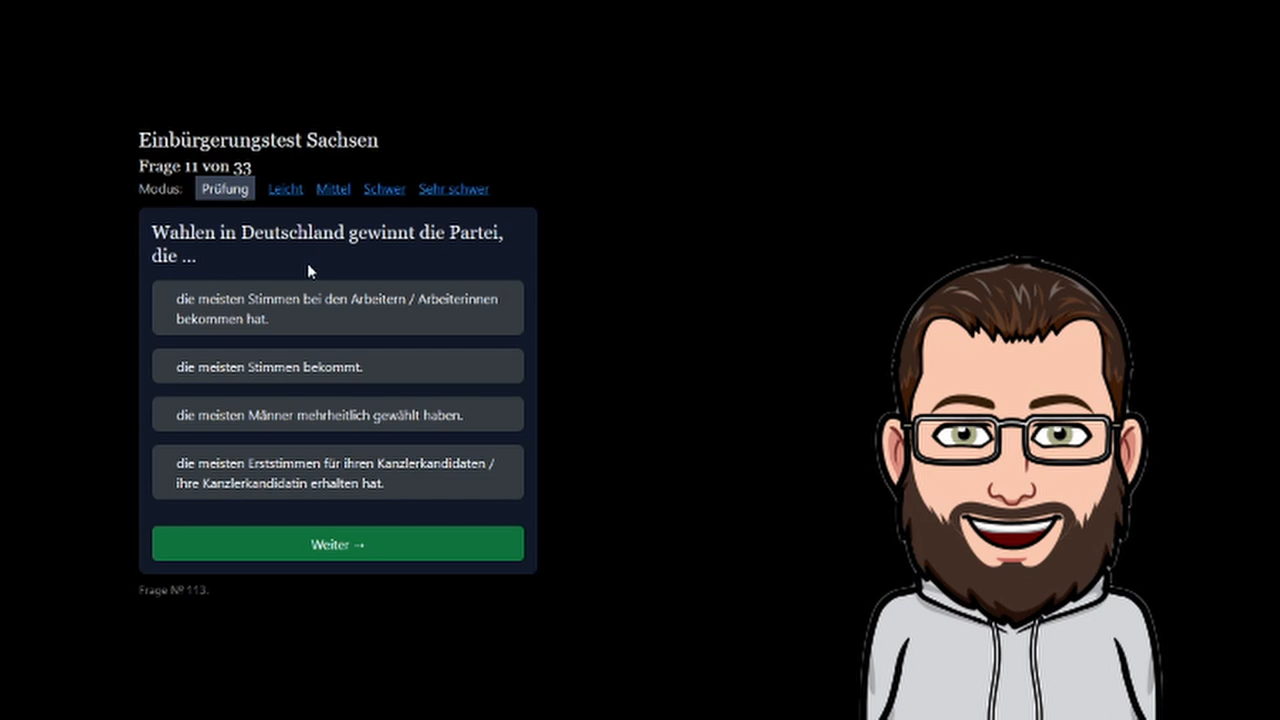 Einbürgerungstest Sachsen
Frage 11 von 33
Modus: Prüfung Leicht Mittel Schwer Sehr schwer
Wahlen in Deutschland gewinnt die Partei,
die ...
die meisten Stimmen bei den Arbeitern / Arbeiterinnen
bekommen hat.
die meisten Stimmen bekommt.
die meisten Männer mehrheitlich gewählt haben.
die meisten Erststimmen für ihren Kanzlerkandidaten /
ihre Kanzlerkandidatin erhalten hat.
Weiter →
Frage № 113.